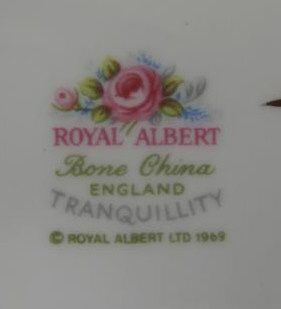 ROYAL ALBERT
Bone China
ENGLAND
TRANQUILLITY
© ROYAL ALBERT LTD 1969